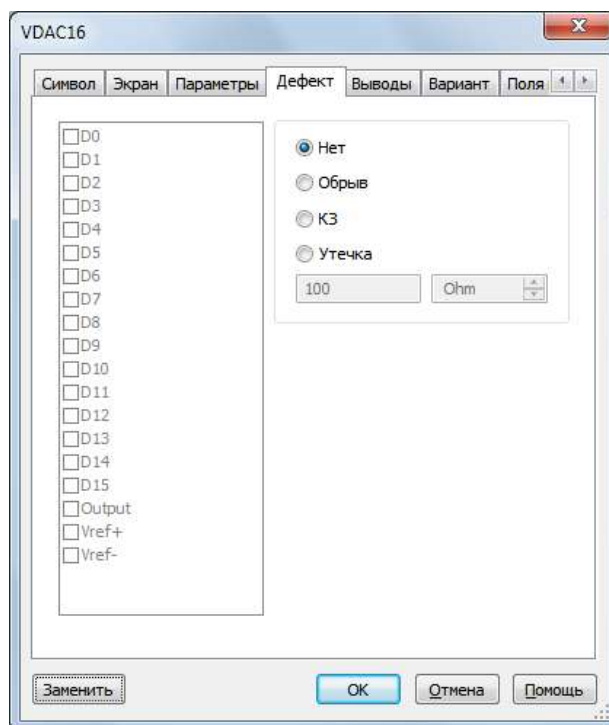 VDAC16
Символ Экран Параметры Дефект Выводы Вариант Поля
D0
D1
D2
D3
D4
D5
D6
D7
D8
D9
D10
D11
D12
D13
D14
D15
Output
Vref+
Vref-
Нет
Обрыв
КЗ
Утечка
100 Ohm
Заменить OK Отмена Помощь